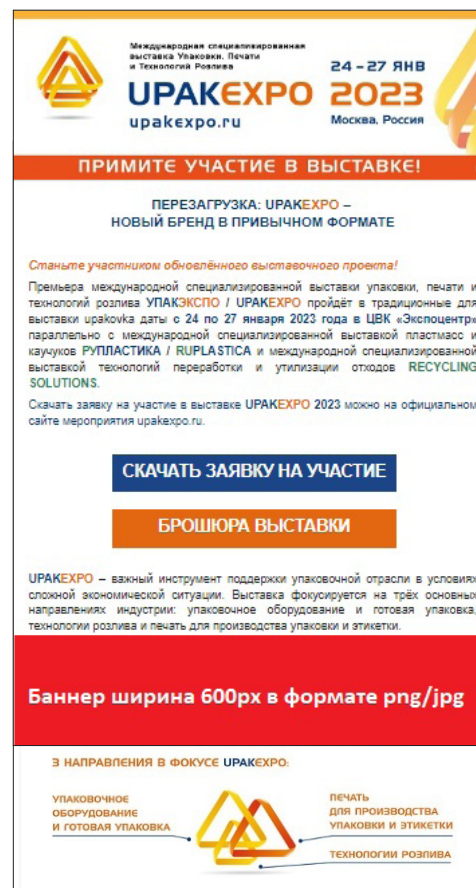 Международная специализированная
выставка Упаковки, Печати
и Технологий Розлива
24 – 27 ЯНВ
UPAKEXPO 2023
upakexpo.ru
Москва, Россия
ПРИМИТЕ УЧАСТИЕ В ВЫСТАВКЕ!
ПЕРЕЗАГРУЗКА: UPAKEXPO –
НОВЫЙ БРЕНД В ПРИВЫЧНОМ ФОРМАТЕ
Станьте участником обновлённого выставочного проекта!
Премьера международной специализированной выставки упаковки, печати и
технологий розлива УПАКЭКСПО / UPAKEXPO пройдёт в традиционные для
выставки upakovka даты с 24 по 27 января 2023 года в ЦВК «Экспоцентр»
параллельно с международной специализированной выставкой пластмасс и
каучуков РУПЛАСТИКА / RUPLASTICA и международной специализированной
выставкой технологий переработки и утилизации отходов RECYCLING
SOLUTIONS.
Скачать заявку на участие в выставке UPAKEXPO 2023 можно на официальном
сайте мероприятия upakexpo.ru.
СКАЧАТЬ ЗАЯВКУ НА УЧАСТИЕ
БРОШЮРА ВЫСТАВКИ
UPAKEXPO – важный инструмент поддержки упаковочной отрасли в условиях
сложной экономической ситуации. Выставка фокусируется на трёх основных
направлениях индустрии: упаковочное оборудование и готовая упаковка,
технологии розлива и печать для производства упаковки и этикетки.
Баннер ширина 600px в формате png/jpg
3 НАПРАВЛЕНИЯ В ФОКУСЕ UPAKEXPO:
УПАКОВОЧНОЕ
ОБОРУДОВАНИЕ
И ГОТОВАЯ УПАКОВКА
ПЕЧАТЬ
ДЛЯ ПРОИЗВОДСТВА
УПАКОВКИ И ЭТИКЕТКИ
ТЕХНОЛОГИИ РОЗЛИВА